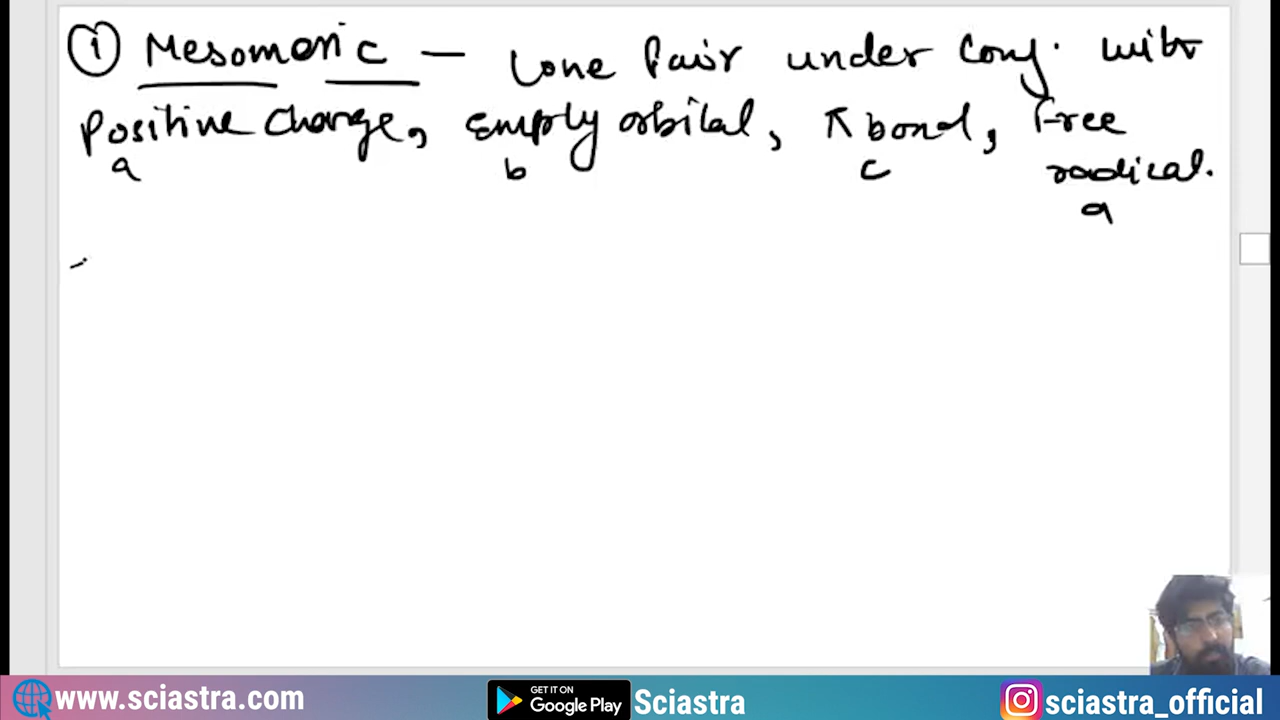 ① Mesomeric — Lone Pair under Conj. with
Positive Charge, Empty orbital, π bond, Free
a b c radical.
a
www.sciastra.com GET IT ON Google Play Sciastra sciastra_official